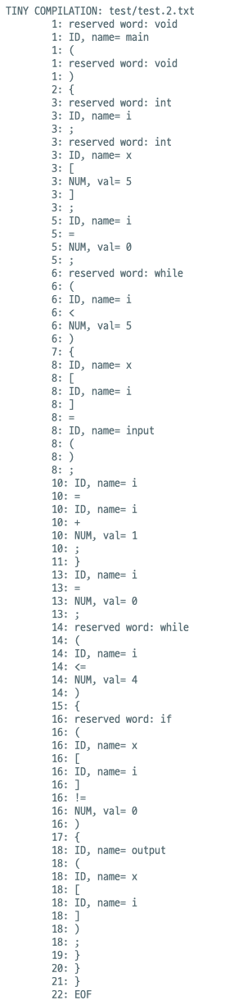 TINY COMPILATION: test/test.2.txt
1: reserved word: void
1: ID, name= main
1: (
1: reserved word: void
1: )
2: {
3: reserved word: int
3: ID, name= i
3: ;
3: reserved word: int
3: ID, name= x
3: [
3: NUM, val= 5
3: ]
3: ;
5: ID, name= i
5: =
5: NUM, val= 0
5: ;
6: reserved word: while
6: (
6: ID, name= i
6: <
6: NUM, val= 5
6: )
7: {
8: ID, name= x
8: [
8: ID, name= i
8: ]
8: =
8: ID, name= input
8: (
8: )
8: ;
10: ID, name= i
10: =
10: ID, name= i
10: +
10: NUM, val= 1
10: ;
11: }
13: ID, name= i
13: =
13: NUM, val= 0
13: ;
14: reserved word: while
14: (
14: ID, name= i
14: <=
14: NUM, val= 4
14: )
15: {
16: reserved word: if
16: (
16: ID, name= x
16: [
16: ID, name= i
16: ]
16: !=
16: NUM, val= 0
16: )
17: {
18: ID, name= output
18: (
18: ID, name= x
18: [
18: ID, name= i
18: ]
18: )
18: ;
19: }
20: }
21: }
22: EOF